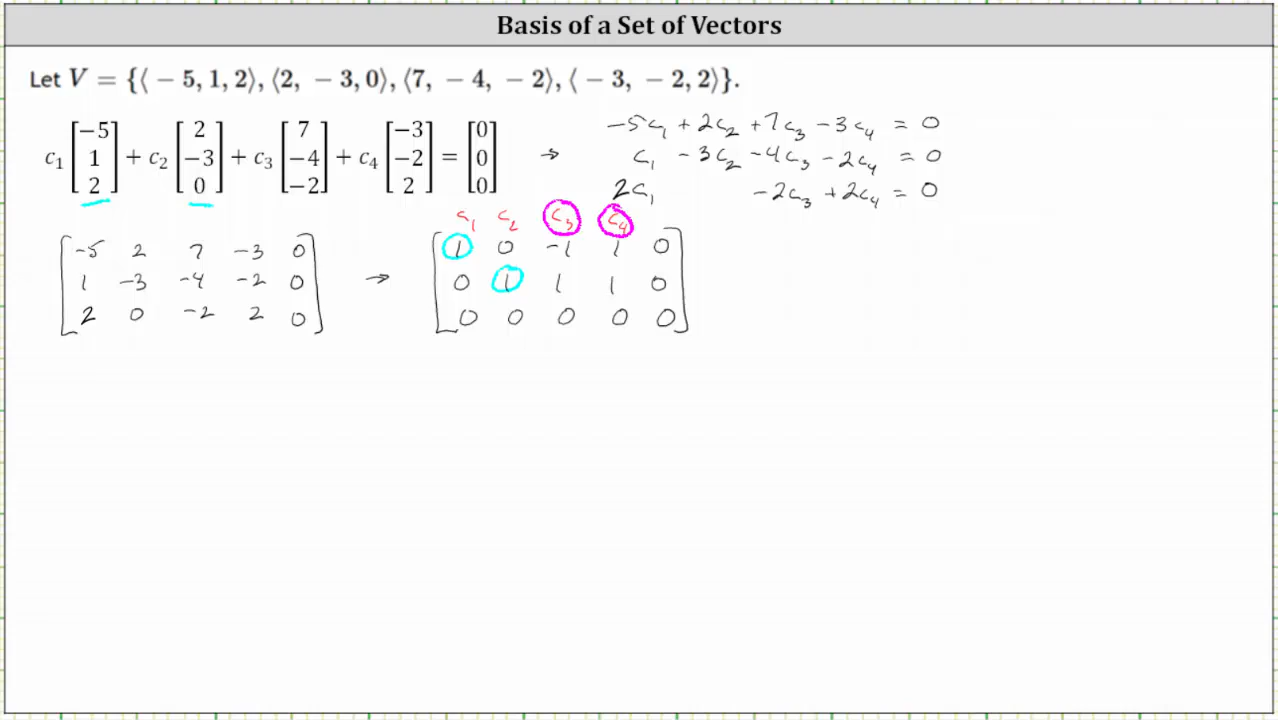 Basis of a Set of Vectors
Let V = {⟨ − 5, 1, 2⟩, ⟨2, − 3, 0⟩, ⟨7, − 4, − 2⟩, ⟨ − 3, − 2, 2⟩}.
c₁ [−5 1 2] + c₂ [2 −3 0] + c₃ [7 −4 −2] + c₄ [−3 −2 2] = [0 0 0] →
−5c₁ + 2c₂ + 7c₃ − 3c₄ = 0
c₁ − 3c₂ − 4c₃ − 2c₄ = 0
2c₁ − 2c₃ + 2c₄ = 0
[−5 2 7 −3 0
1 −3 −4 −2 0
2 0 −2 2 0]
→
c₁ c₂ c₃ c₄
[1 0 −1 1 0
0 1 1 1 0
0 0 0 0 0]